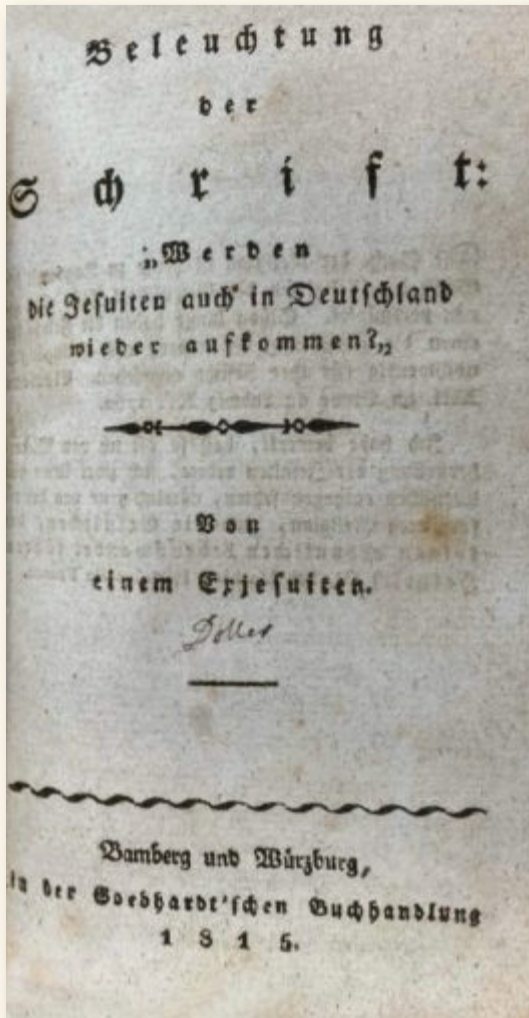 Beleuchtung
der
Schrift:
„Werden
die Jesuiten auch in Deutschland
wieder aufkommen?„
Von
einem Exjesuiten.
Bamberg und Würzburg,
in der Goebhardt'schen Buchhandlung
1815.